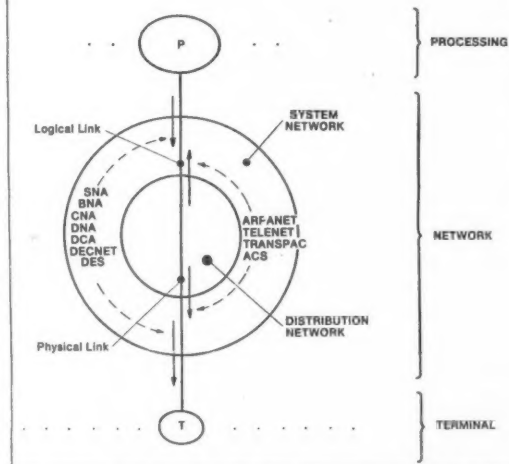 P
PROCESSING
SYSTEM
NETWORK
Logical Link
SNA
BNA
CNA
DNA
DCA
DECNET
DES
ARPANET
TELENET
TRANSPAC
ACS
NETWORK
DISTRIBUTION
NETWORK
Physical Link
T
TERMINAL